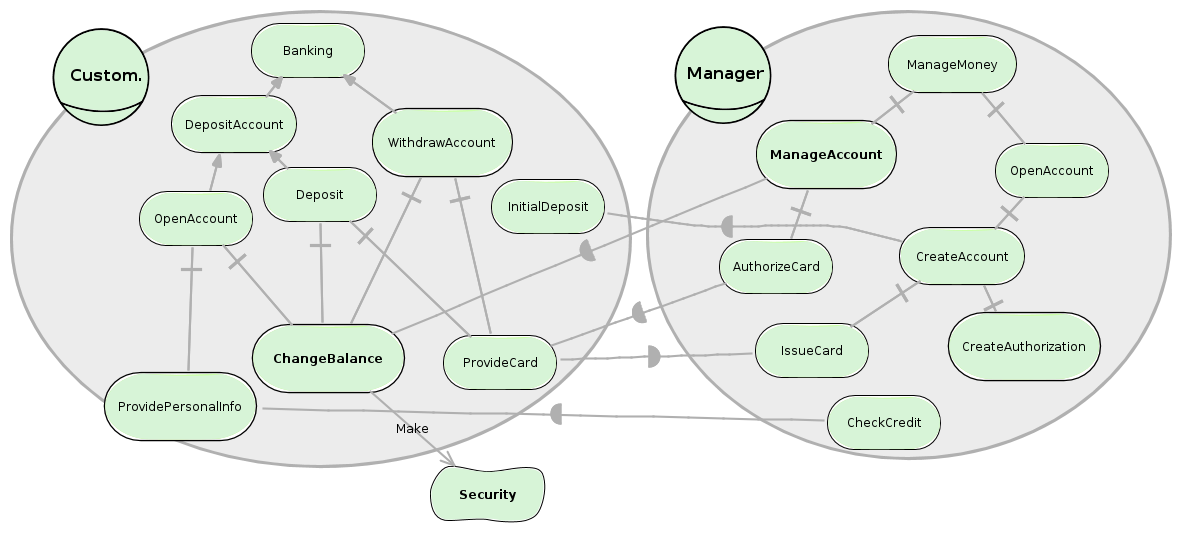 Custom.
Banking
DepositAccount
WithdrawAccount
OpenAccount
Deposit
InitialDeposit
ChangeBalance
ProvideCard
ProvidePersonalInfo
Make
Security
Manager
ManageMoney
ManageAccount
OpenAccount
AuthorizeCard
CreateAccount
IssueCard
CreateAuthorization
CheckCredit